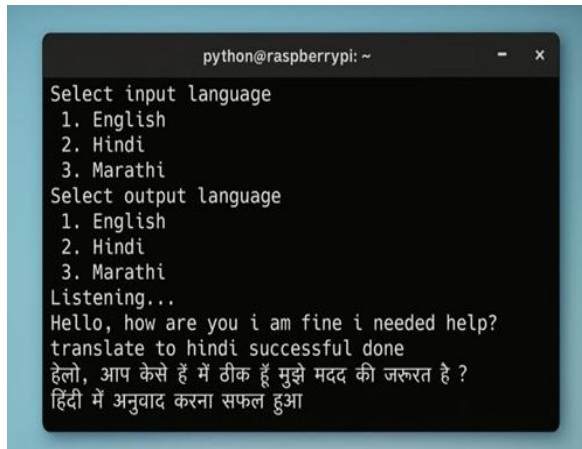 python@raspberrypi: ~
Select input language
1. English
2. Hindi
3. Marathi
Select output language
1. English
2. Hindi
3. Marathi
Listening...
Hello, how are you i am fine i needed help?
translate to hindi successful done
हेलो, आप केसे हें में ठीक हूँ मुझे मदद की जरूरत है ?
हिंदी में अनुवाद करना सफल हुआ